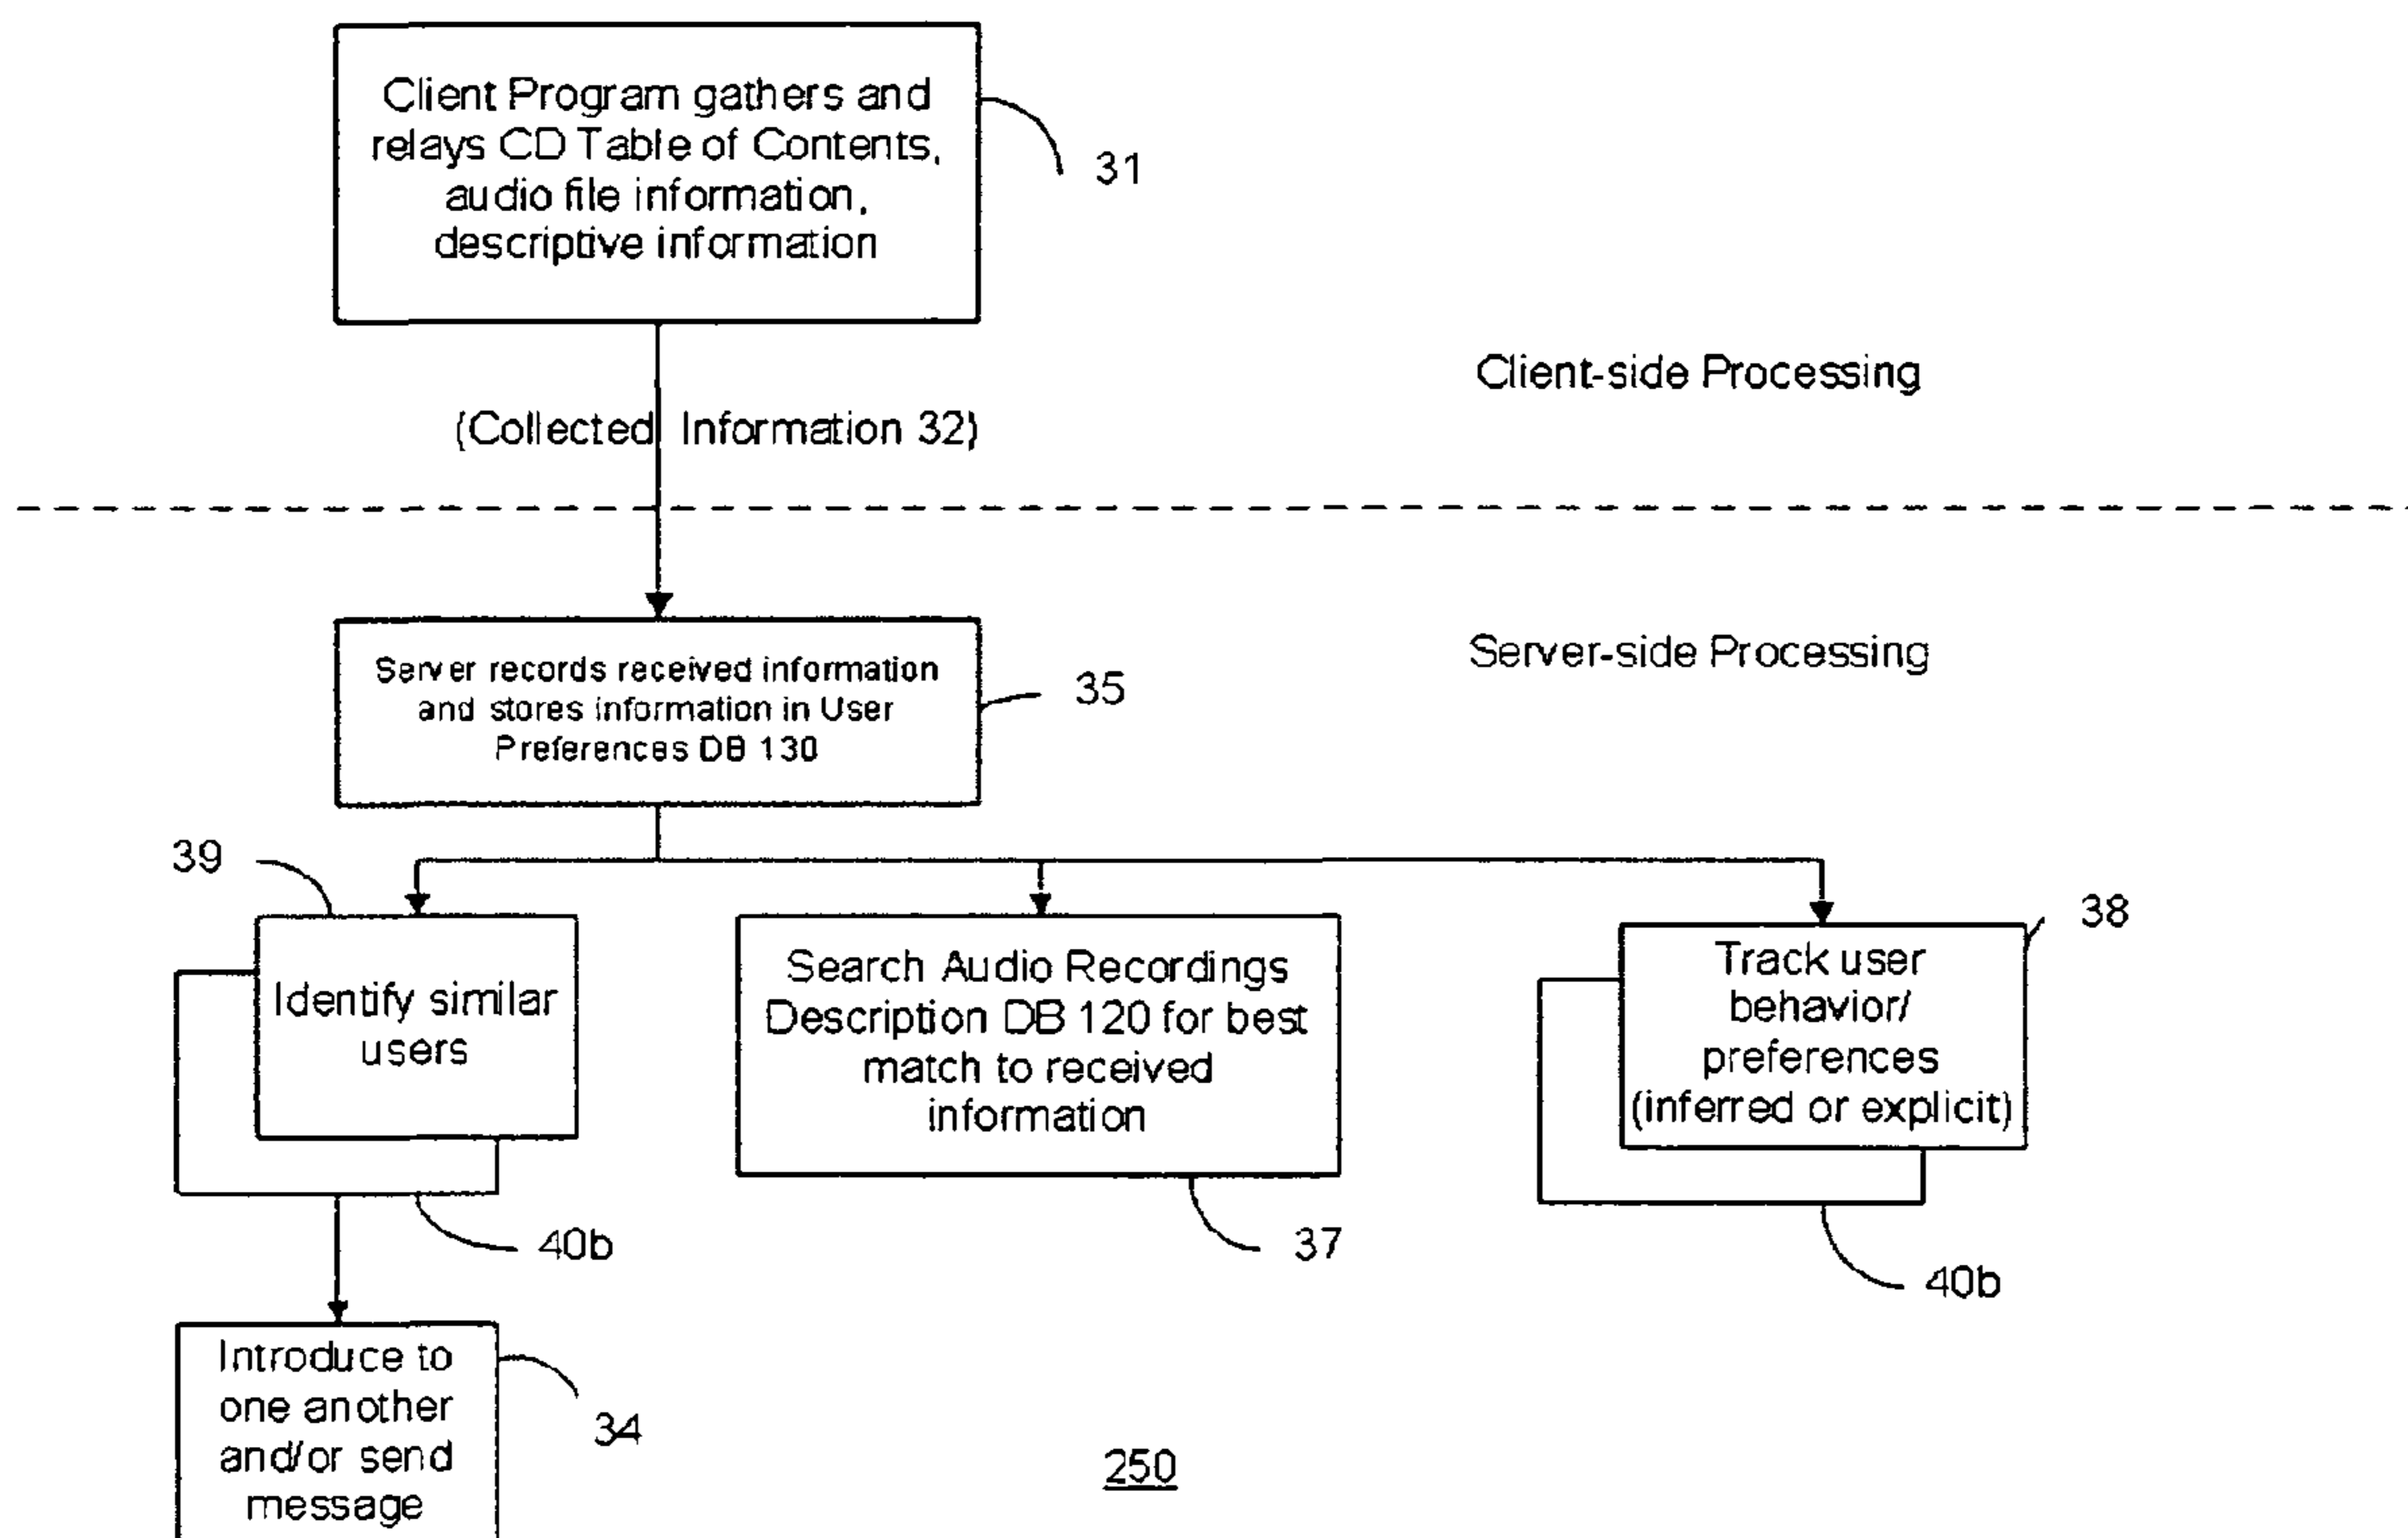 Client Program gathers and
relays CD Table of Contents,
audio file information,
descriptive information
31
Client-side Processing
(Collected Information 32)
Server-side Processing
Server records received information
and stores information in User
Preferences DB 130
35
39
Identify similar
users
40b
Search Audio Recordings
Description DB 120 for best
match to received
information
37
38
Track user
behavior/
preferences
(inferred or explicit)
40b
Introduce to
one another
and/or send
message
34
250